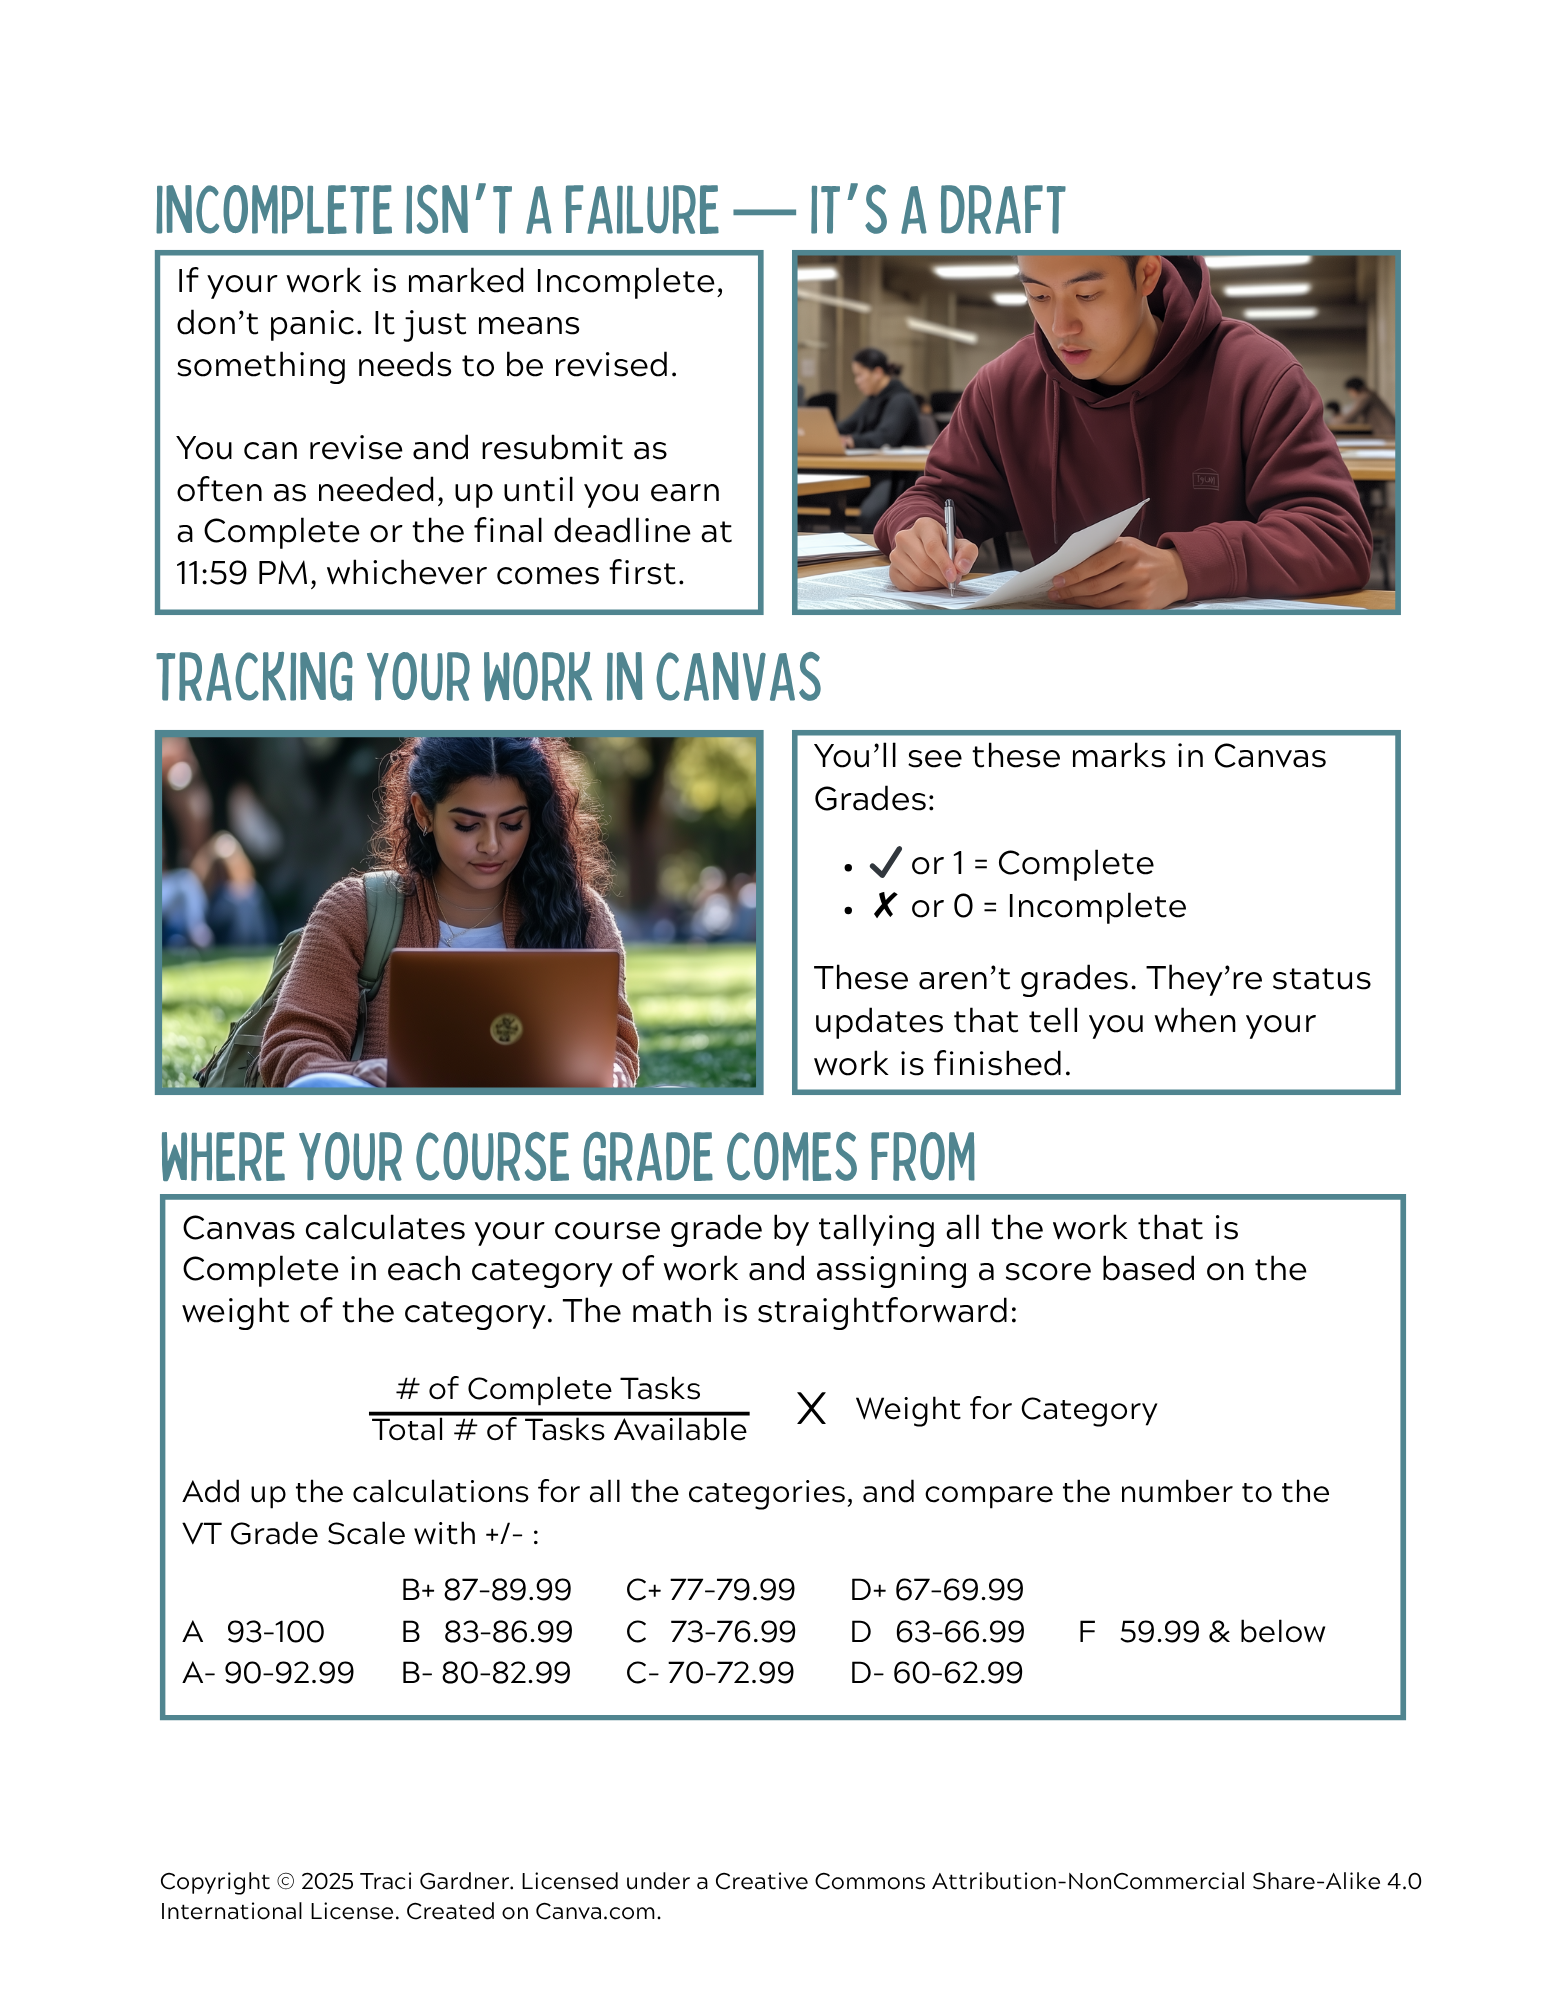 INCOMPLETE ISN'T A FAILURE — IT'S A DRAFT
If your work is marked Incomplete,
don't panic. It just means
something needs to be revised.
You can revise and resubmit as
often as needed, up until you earn
a Complete or the final deadline at
11:59 PM, whichever comes first.
TRACKING YOUR WORK IN CANVAS
You'll see these marks in Canvas
Grades:
• ✓ or 1 = Complete
• ✗ or 0 = Incomplete
These aren't grades. They're status
updates that tell you when your
work is finished.
WHERE YOUR COURSE GRADE COMES FROM
Canvas calculates your course grade by tallying all the work that is
Complete in each category of work and assigning a score based on the
weight of the category. The math is straightforward:
# of Complete Tasks
Total # of Tasks Available
X Weight for Category
Add up the calculations for all the categories, and compare the number to the
VT Grade Scale with +/- :
B+ 87-89.99 C+ 77-79.99 D+ 67-69.99
A 93-100 B 83-86.99 C 73-76.99 D 63-66.99 F 59.99 & below
A- 90-92.99 B- 80-82.99 C- 70-72.99 D- 60-62.99
Copyright © 2025 Traci Gardner. Licensed under a Creative Commons Attribution-NonCommercial Share-Alike 4.0
International License. Created on Canva.com.